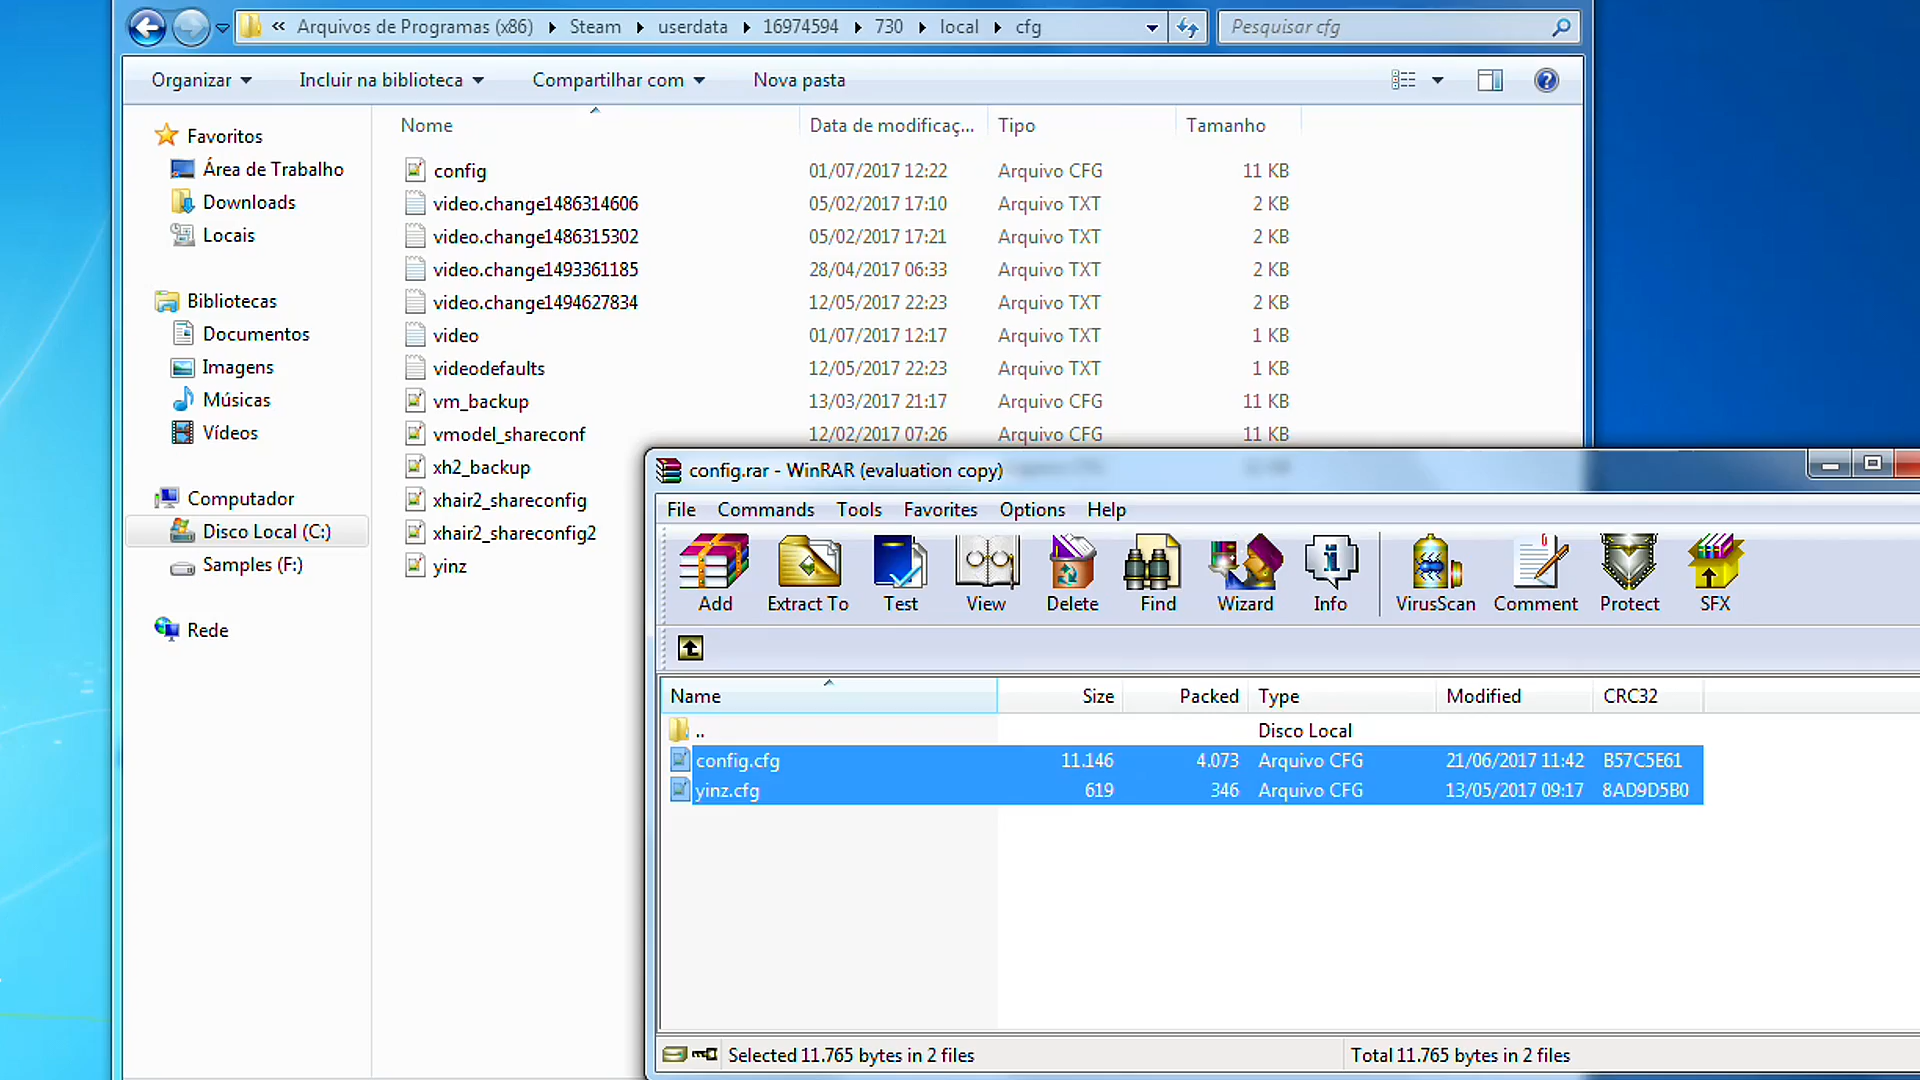 « Arquivos de Programas (x86) Steam userdata 16974594 730 local cfg
Pesquisar cfg
Organizar Incluir na biblioteca Compartilhar com Nova pasta
Nome Data de modificaç... Tipo Tamanho
Favoritos
Área de Trabalho
Downloads
Locais
Bibliotecas
Documentos
Imagens
Músicas
Vídeos
Computador
Disco Local (C:)
Samples (F:)
Rede
config 01/07/2017 12:22 Arquivo CFG 11 KB
video.change1486314606 05/02/2017 17:10 Arquivo TXT 2 KB
video.change1486315302 05/02/2017 17:21 Arquivo TXT 2 KB
video.change1493361185 28/04/2017 06:33 Arquivo TXT 2 KB
video.change1494627834 12/05/2017 22:23 Arquivo TXT 2 KB
video 01/07/2017 12:17 Arquivo TXT 1 KB
videodefaults 12/05/2017 22:23 Arquivo TXT 1 KB
vm_backup 13/03/2017 21:17 Arquivo CFG 11 KB
vmodel_shareconf 12/02/2017 07:26 Arquivo CFG 11 KB
xh2_backup
xhair2_shareconfig
xhair2_shareconfig2
yinz
config.rar - WinRAR (evaluation copy)
File Commands Tools Favorites Options Help
Add Extract To Test View Delete Find Wizard Info VirusScan Comment Protect SFX
Name Size Packed Type Modified CRC32
.. Disco Local
config.cfg 11.146 4.073 Arquivo CFG 21/06/2017 11:42 B57C5E61
yinz.cfg 619 346 Arquivo CFG 13/05/2017 09:17 8AD9D5B0
Selected 11.765 bytes in 2 files
Total 11.765 bytes in 2 files